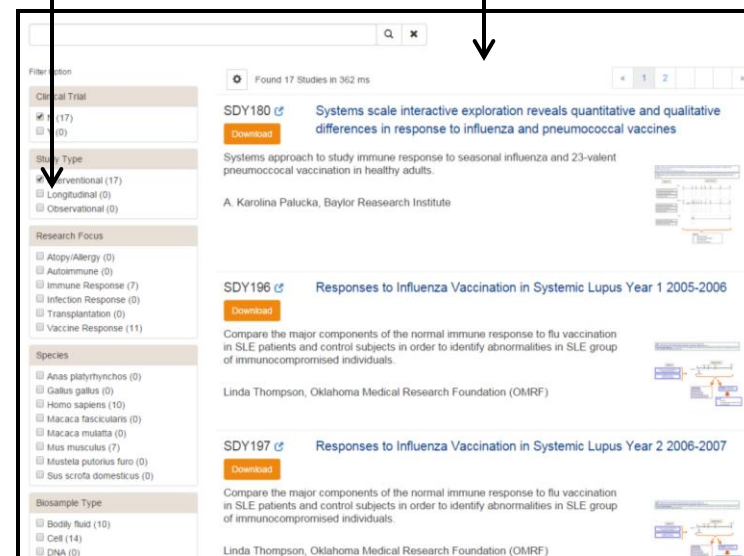 Filter Option
Found 17 Studies in 362 ms
« 1 2 »
Clinical Trial
N (17)
Y (0)
Study Type
Interventional (17)
Longitudinal (0)
Observational (0)
Research Focus
Atopy/Allergy (0)
Autoimmune (0)
Immune Response (7)
Infection Response (0)
Transplantation (0)
Vaccine Response (11)
Species
Anas platyrhynchos (0)
Gallus gallus (0)
Homo sapiens (10)
Macaca fascicularis (0)
Macaca mulatta (0)
Mus musculus (7)
Mustela putorius furo (0)
Sus scrofa domesticus (0)
Biosample Type
Bodily fluid (10)
Cell (14)
DNA (0)
SDY180 Systems scale interactive exploration reveals quantitative and qualitative
differences in response to influenza and pneumococcal vaccines
Download
Systems approach to study immune response to seasonal influenza and 23-valent
pneumoccocal vaccination in healthy adults.
A. Karolina Palucka, Baylor Reasearch Institute
SDY196 Responses to Influenza Vaccination in Systemic Lupus Year 1 2005-2006
Download
Compare the major components of the normal immune response to flu vaccination
in SLE patients and control subjects in order to identify abnormalities in SLE group
of immunocompromised individuals.
Linda Thompson, Oklahoma Medical Research Foundation (OMRF)
SDY197 Responses to Influenza Vaccination in Systemic Lupus Year 2 2006-2007
Download
Compare the major components of the normal immune response to flu vaccination
in SLE patients and control subjects in order to identify abnormalities in SLE group
of immunocompromised individuals.
Linda Thompson, Oklahoma Medical Research Foundation (OMRF)